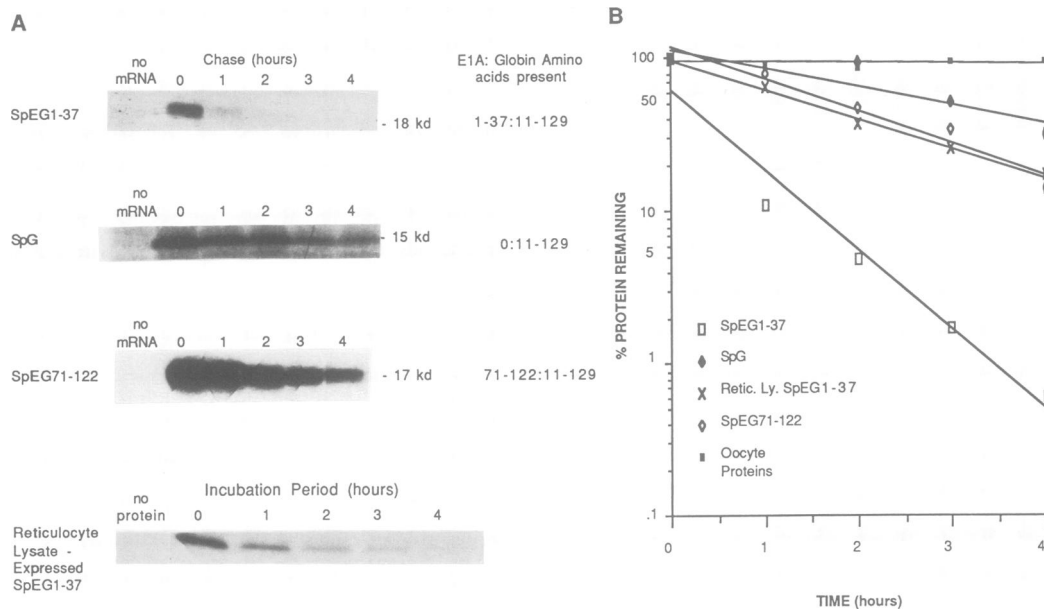 A
no
mRNA
Chase (hours)
0 1 2 3 4
E1A: Globin Amino
acids present
SpEG1-37
- 18 kd
1-37:11-129
no
mRNA
0 1 2 3 4
SpG
- 15 kd
0:11-129
no
mRNA
0 1 2 3 4
SpEG71-122
- 17 kd
71-122:11-129
no
protein
Incubation Period (hours)
0 1 2 3 4
Reticulocyte
Lysate -
Expressed
SpEG1-37
B
% PROTEIN REMAINING
100
50
10
5
1
.1
SpEG1-37
SpG
Retic. Ly. SpEG1-37
SpEG71-122
Oocyte
Proteins
0 1 2 3 4
TIME (hours)